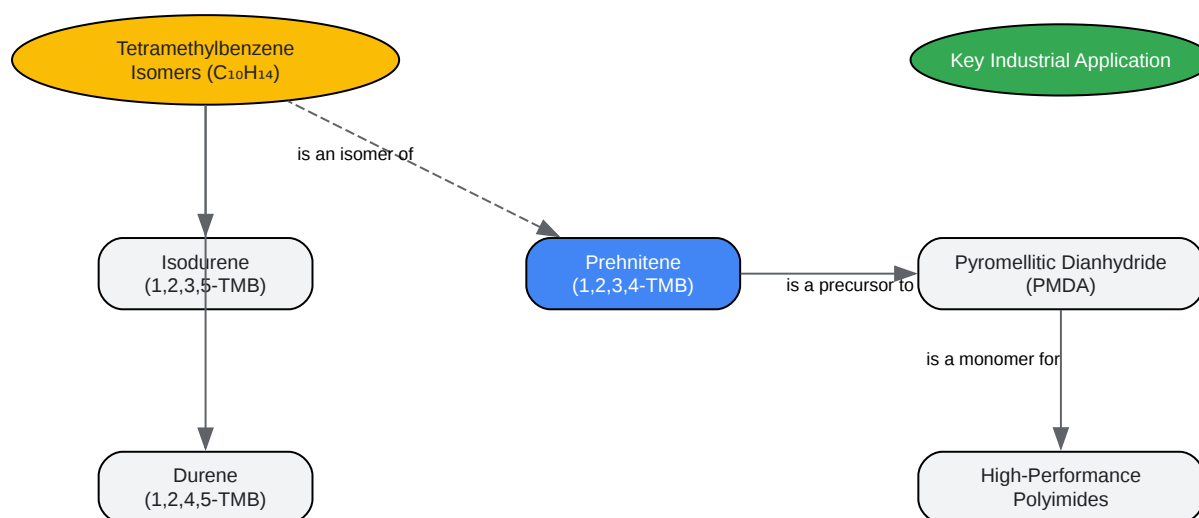 Tetramethylbenzene
Isomers (C₁₀H₁₄)
Key Industrial Application
is an isomer of
Isodurene
(1,2,3,5-TMB)
Prehnitene
(1,2,3,4-TMB)
is a precursor to
Pyromellitic Dianhydride
(PMDA)
is a monomer for
Durene
(1,2,4,5-TMB)
High-Performance
Polyimides